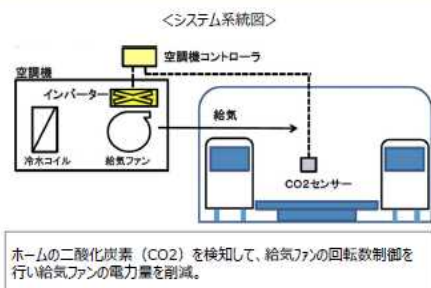 ＜システム系統図＞
空調機コントローラ
空調機
インバーター
給気
冷水コイル
給気ファン
CO2センサー
ホームの二酸化炭素（CO2）を検知して、給気ファンの回転数制御を
行い給気ファンの電力量を削減。